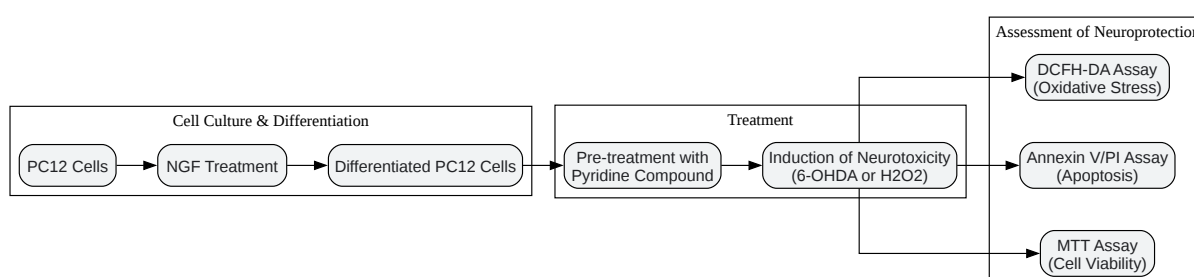 Cell Culture & Differentiation
PC12 Cells
NGF Treatment
Differentiated PC12 Cells
Treatment
Pre-treatment with
Pyridine Compound
Induction of Neurotoxicity
(6-OHDA or H2O2)
Assessment of Neuroprotection
DCFH-DA Assay
(Oxidative Stress)
Annexin V/PI Assay
(Apoptosis)
MTT Assay
(Cell Viability)